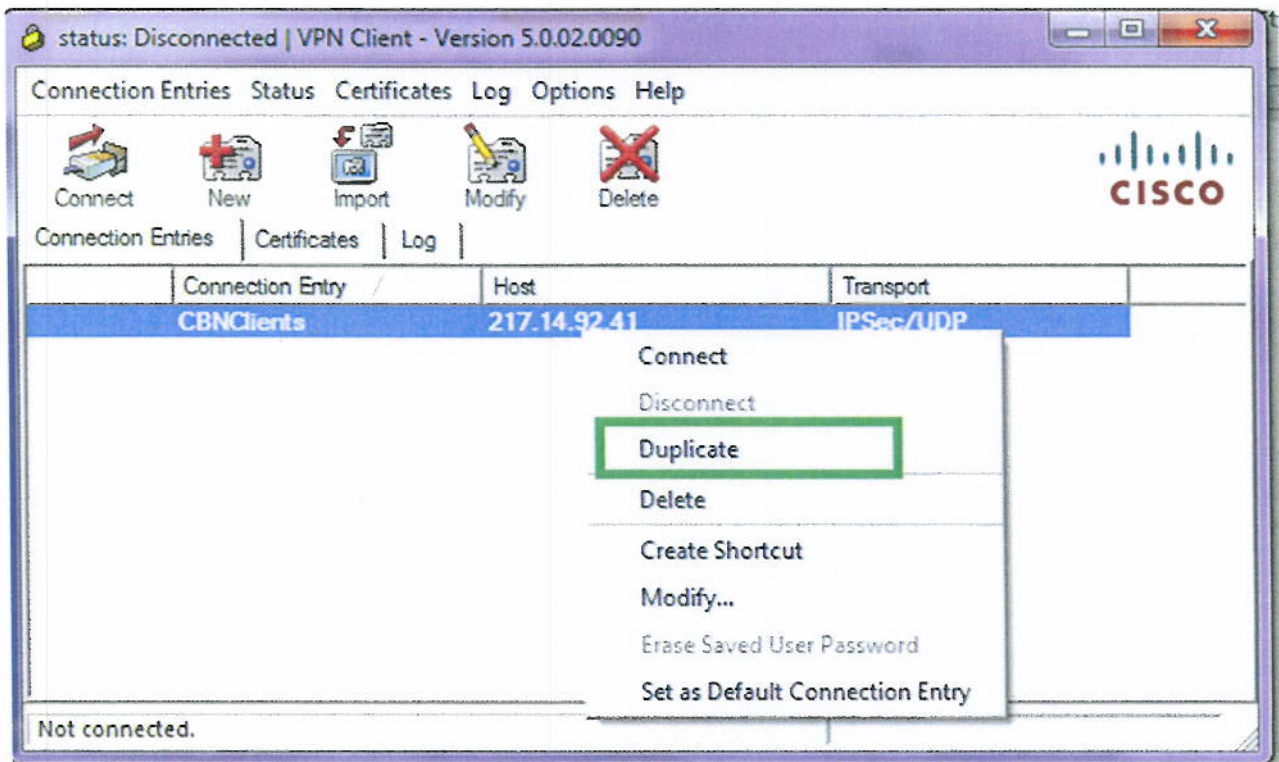 status: Disconnected | VPN Client - Version 5.0.02.0090
Connection Entries Status Certificates Log Options Help
Connect New Import Modify Delete
CISCO
Connection Entries Certificates Log
Connection Entry Host Transport
CBNClients 217.14.92.41 IPSec/UDP
Connect
Disconnect
Duplicate
Delete
Create Shortcut
Modify...
Erase Saved User Password
Set as Default Connection Entry
Not connected.